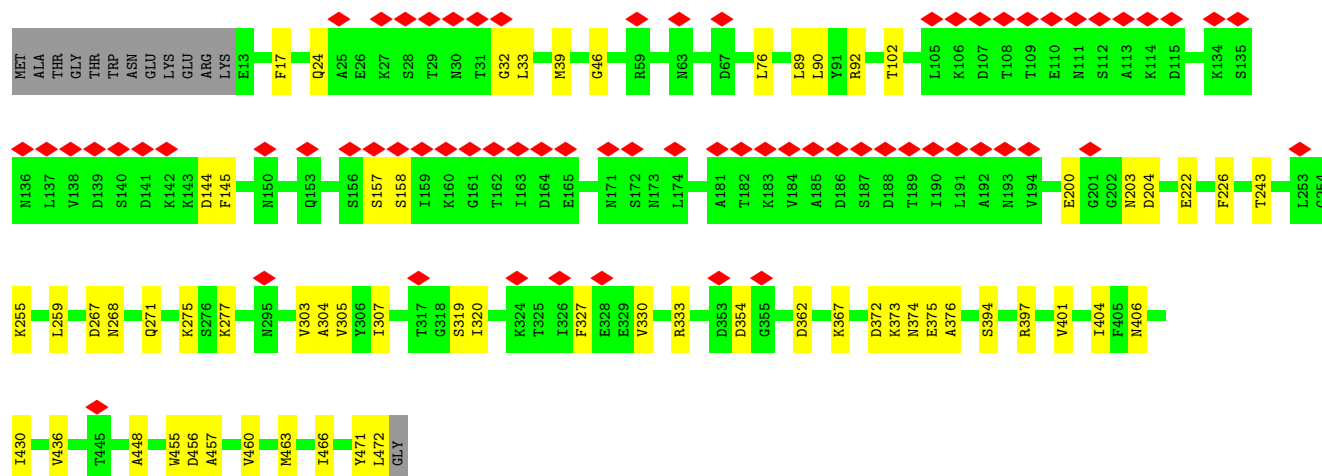 MET ALA THR GLY THR TRP ASN GLU LYS GLU ARG LYS E13 F17 Q24 A25 E26 K27 S28 T29 N30 T31 G32 L33 M39 G46 R59 N63 D67 L76 L89 L90 Y91 R92 T102 L105 K106 D107 T108 T109 E110 N111 S112 A113 K114 D115 K134 S135
N136 L137 V138 D139 S140 D141 K142 K143 D144 F145 N150 Q153 S156 S157 S158 I159 K160 G161 T162 I163 D164 E165 N171 S172 N173 L174 A181 T182 K183 V184 A185 D186 S187 D188 T189 I190 L191 A192 N193 V194 E200 G201 G202 N203 D204 E222 F226 T243 L253 G254
K255 L259 D267 N268 Q271 K275 S276 K277 N295 V303 A304 V305 Y306 I307 T317 G318 S319 I320 K324 T325 I326 F327 E328 E329 V330 R333 D353 D354 G355 D362 K367 D372 K373 N374 E375 A376 S394 R397 V401 I404 F405 N406
I430 V436 T445 A448 W455 D456 A457 V460 M463 I466 Y471 L472 GLY